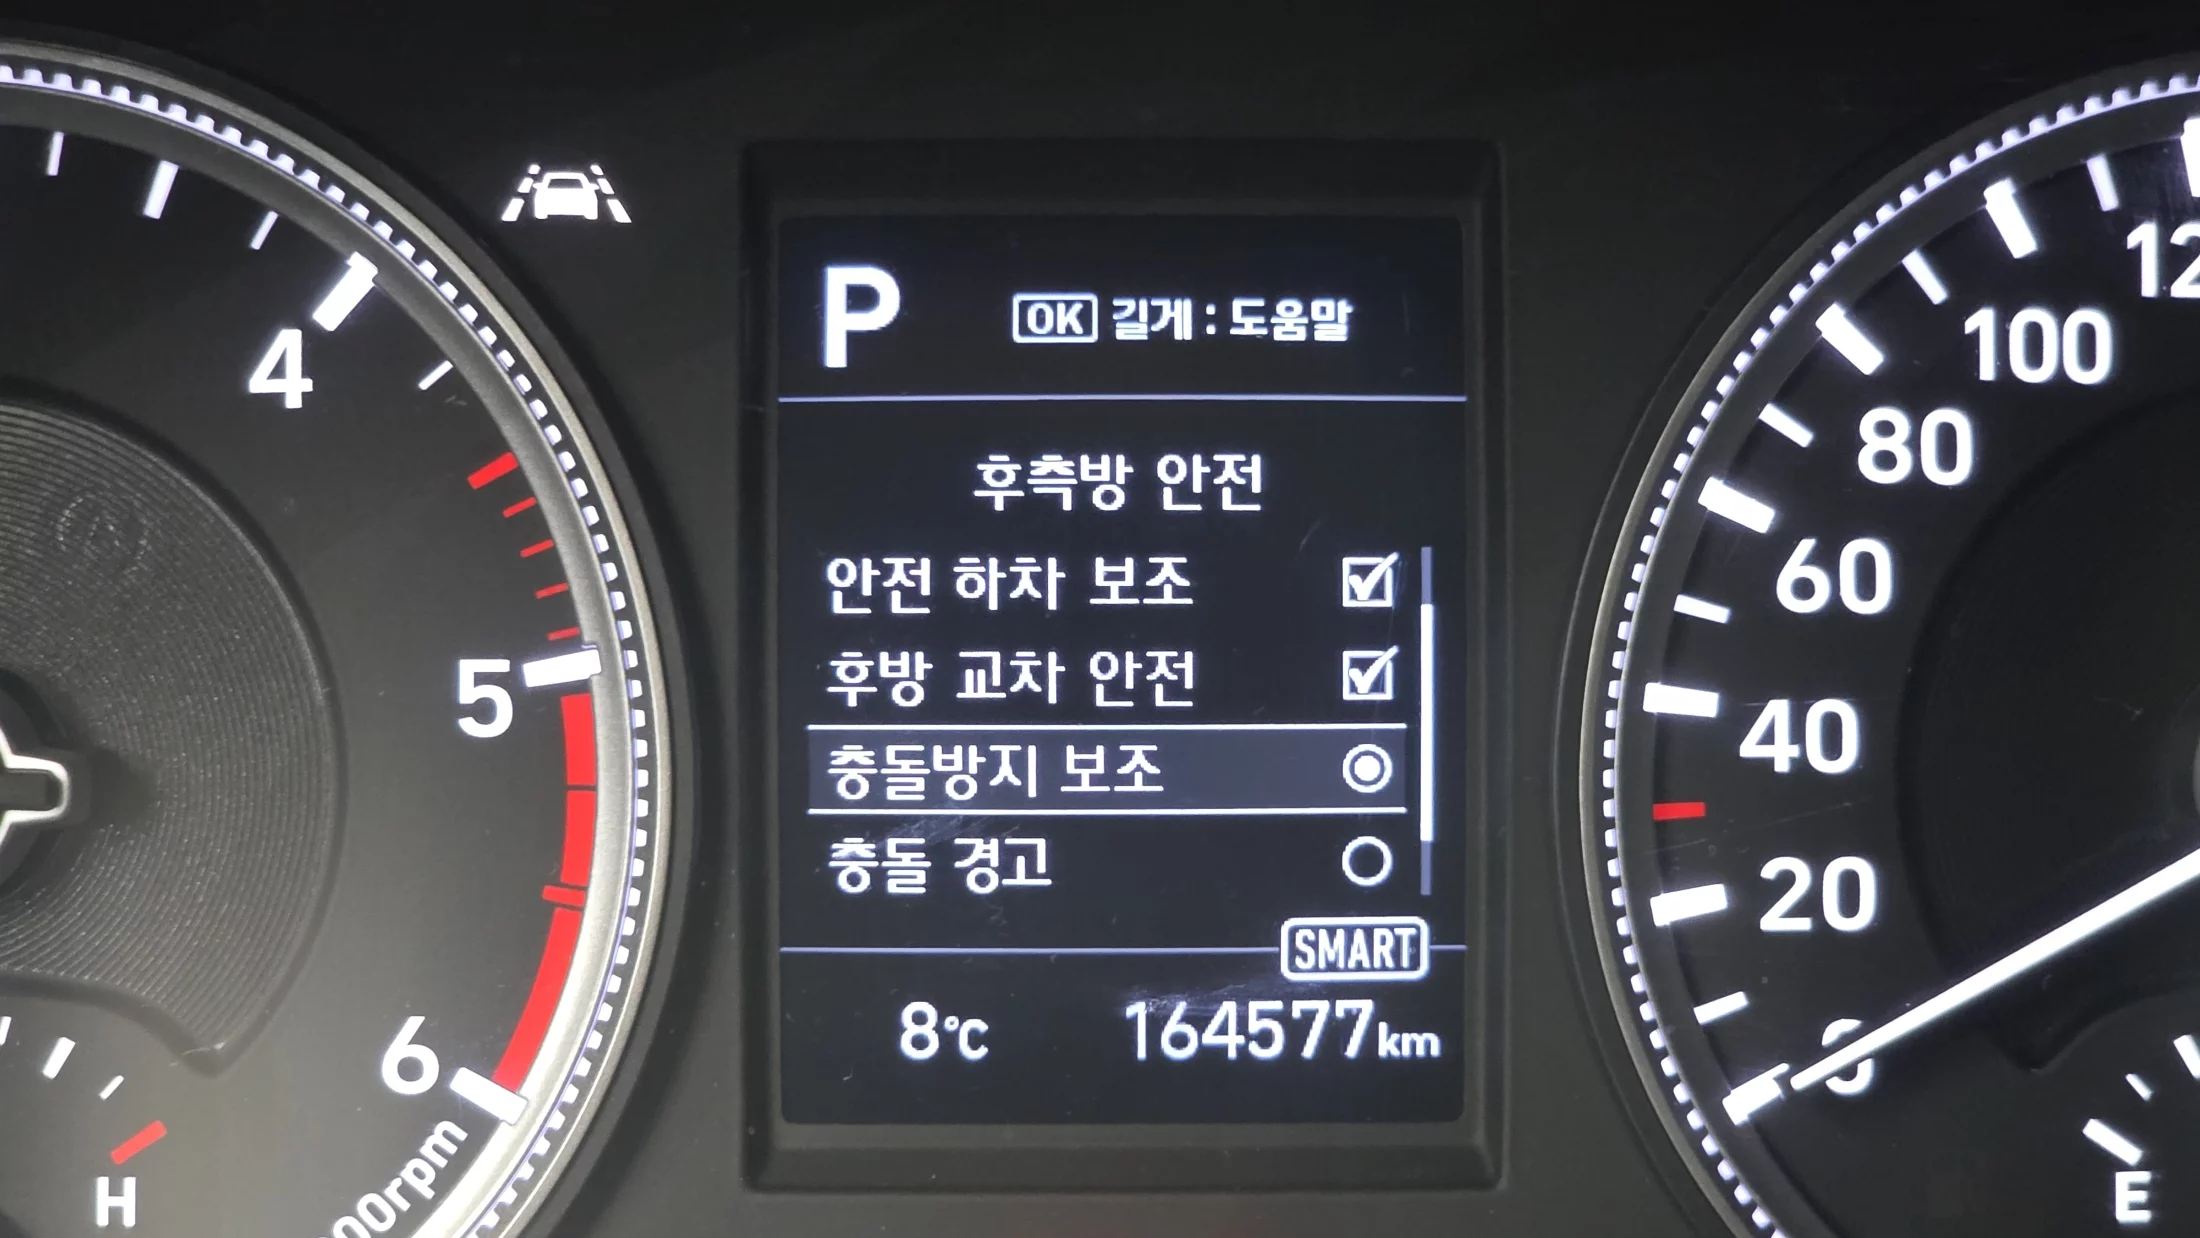 P
OK 길게 : 도움말
후측방 안전
안전 하차 보조
후방 교차 안전
충돌방지 보조
충돌 경고
SMART
8°C 164577km
4
5
6
H
120
100
80
60
40
20
0
E